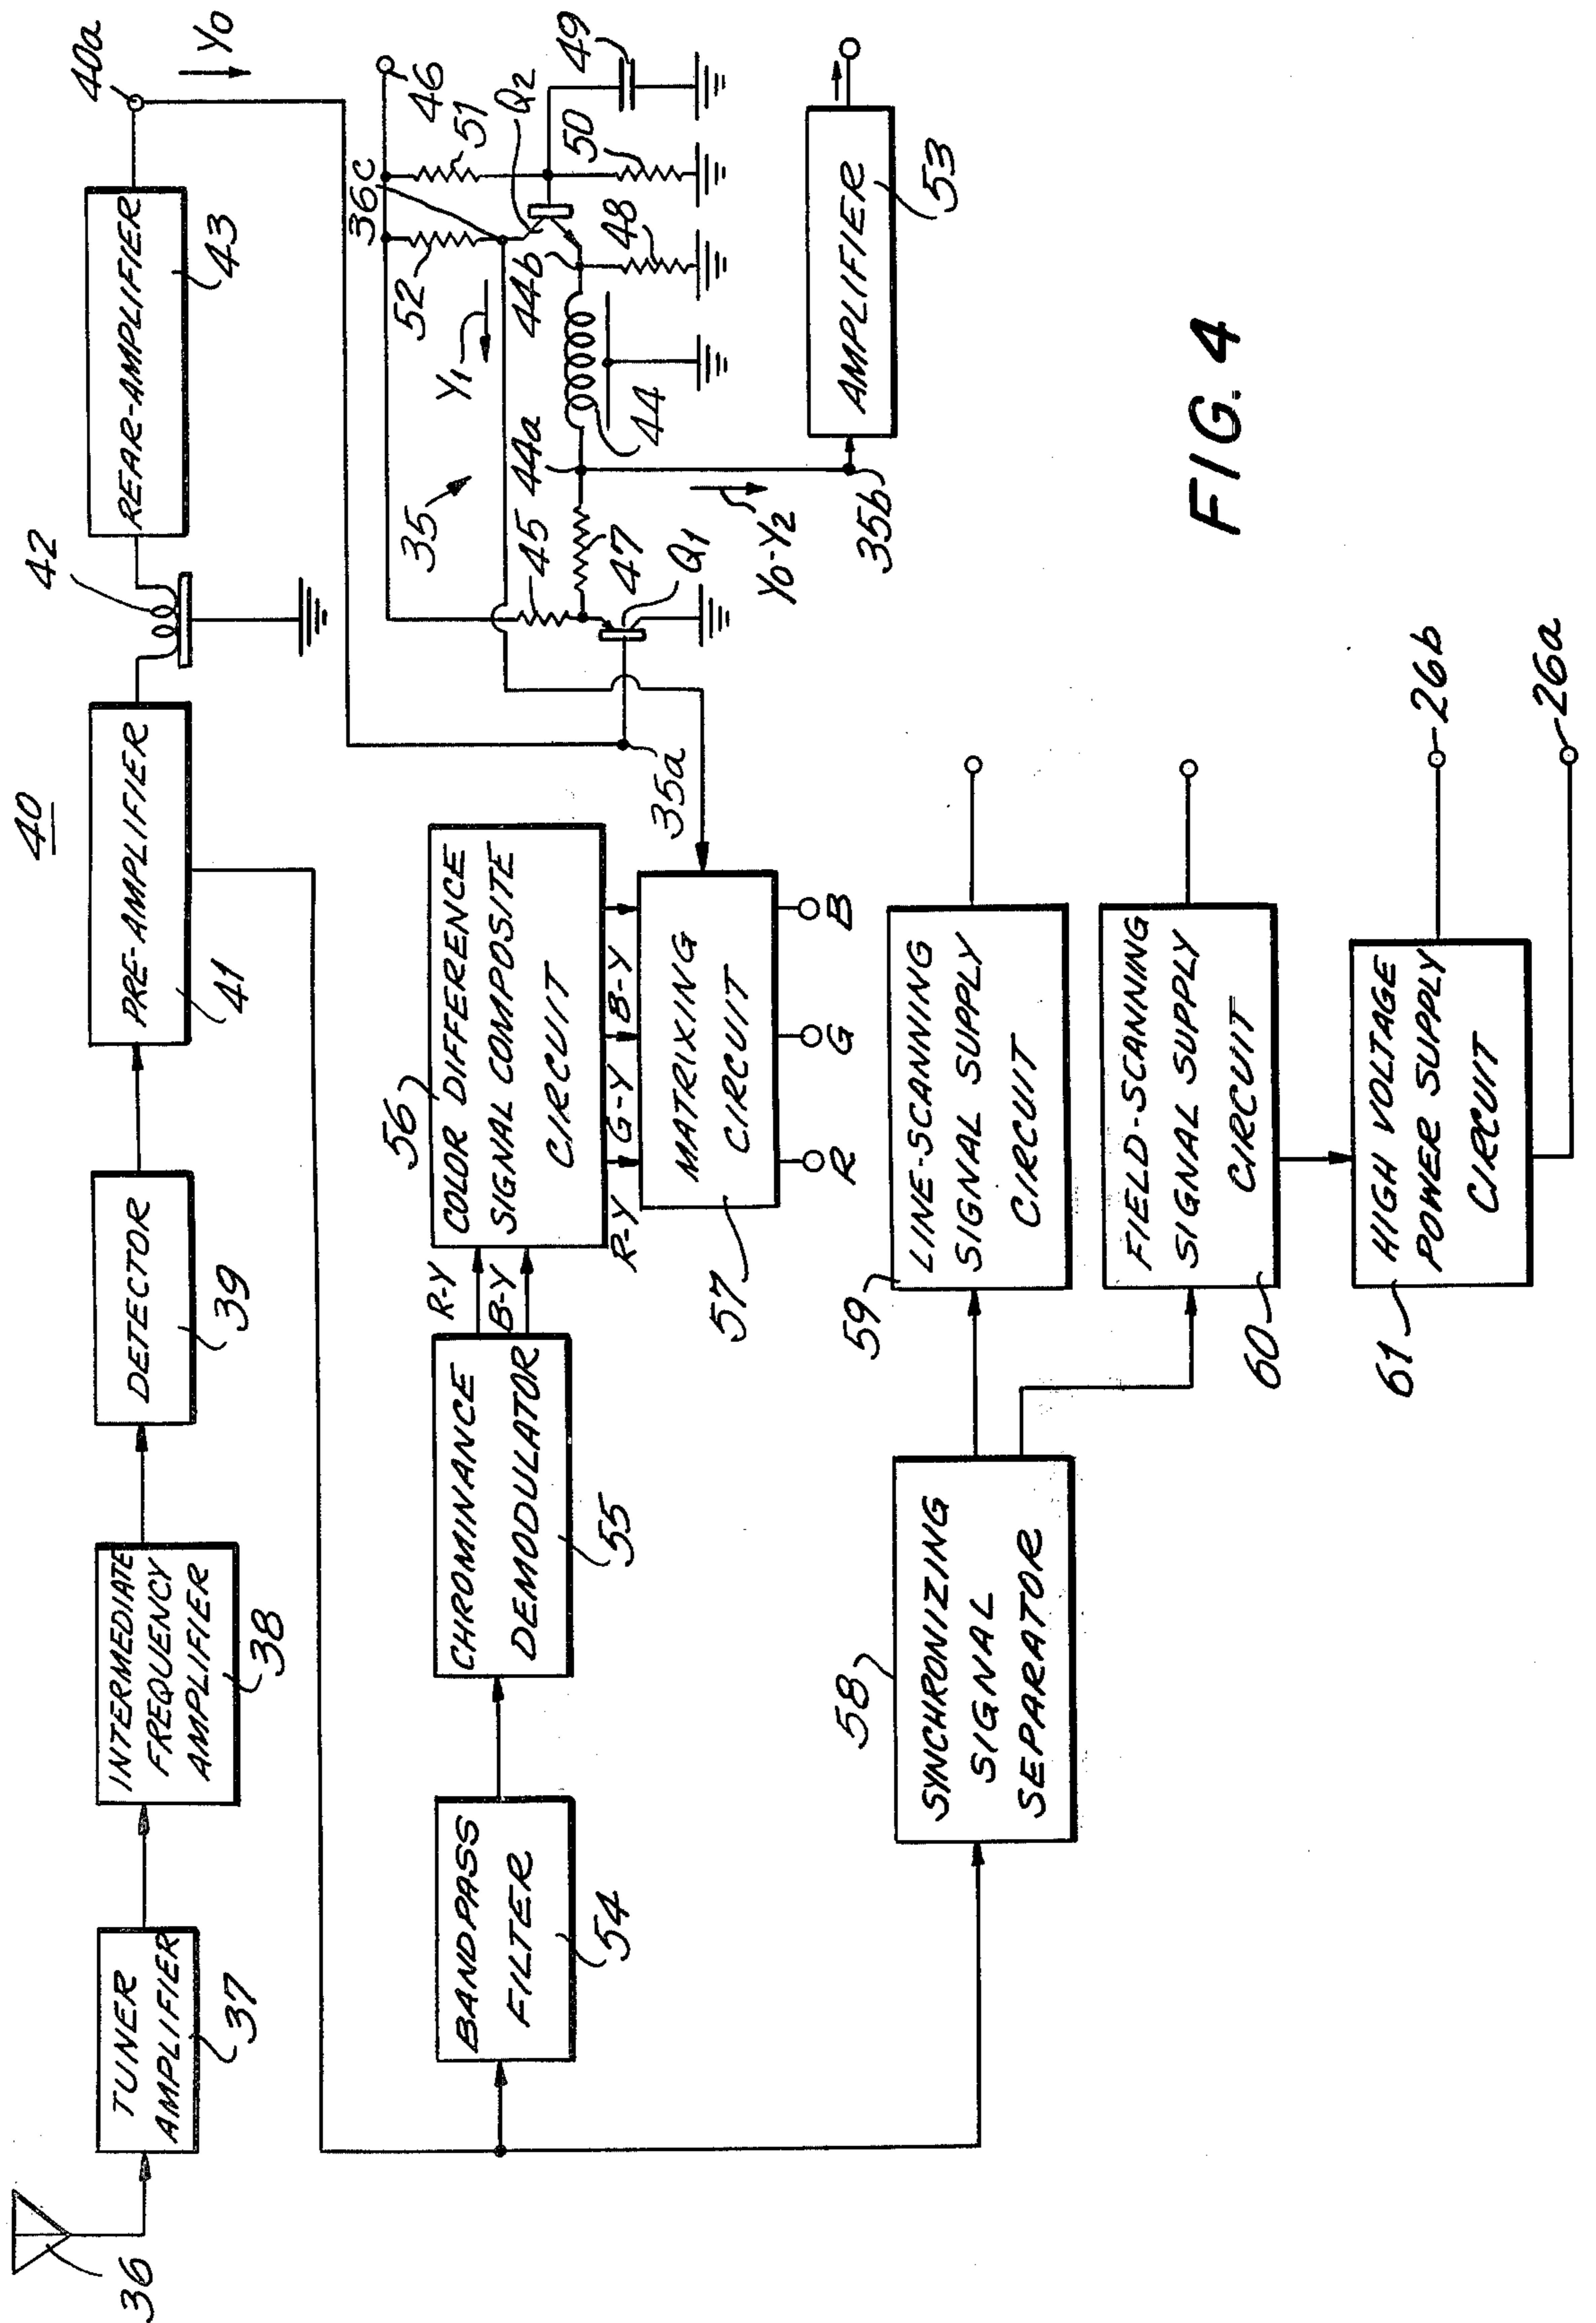 40
36
TUNER
AMPLIFIER
37
INTERMEDIATE
FREQUENCY
AMPLIFIER
38
DETECTOR
39
PRE-AMPLIFIER
41
42
REAR-AMPLIFIER
43
40a
Y0
35
35a
45
47
Q1
44a
44
44b
Y1
52
36C
51
46
Q2
48
50
49
Y0-Y2
35b
AMPLIFIER
53
BANDPASS
FILTER
54
CHROMINANCE
DEMODULATOR
55
R-Y
B-Y
56
COLOR DIFFERENCE
SIGNAL COMPOSITE
CIRCUIT
R-Y G-Y B-Y
MATRIXING
CIRCUIT
57
R G B
58
SYNCHRONIZING
SIGNAL
SEPARATOR
59
LINE-SCANNING
SIGNAL SUPPLY
CIRCUIT
FIELD-SCANNING
SIGNAL SUPPLY
CIRCUIT
60
61
HIGH VOLTAGE
POWER SUPPLY
CIRCUIT
26b
26a
FIG. 4